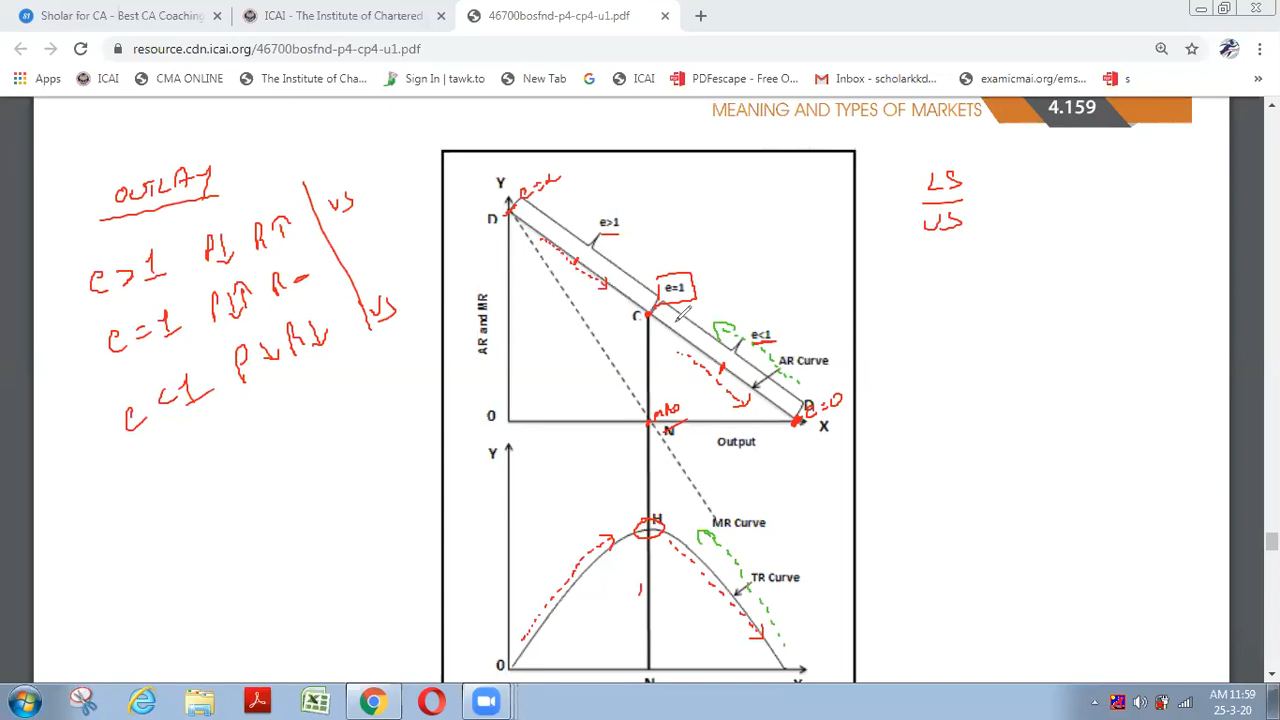 Sholar for CA - Best CA Coaching
ICAI - The Institute of Chartered
46700bosfnd-p4-cp4-u1.pdf
resource.cdn.icai.org/46700bosfnd-p4-cp4-u1.pdf
Apps
ICAI
CMA ONLINE
The Institute of Cha...
Sign In | tawk.to
New Tab
ICAI
PDFescape - Free O...
Inbox - scholarkkd...
examicmai.org/ems...
s
»
MEANING AND TYPES OF MARKETS
4.159
OUTLAY
e > 1 P↓ R↑
e = 1 P↓↑ R-
e < 1 P↓ R↓
VS
VS
LS
US
Y
D
e>1
e=1
C
AR and MR
e<1
AR Curve
D
e=0
0
N
X
Output
Y
H
MR Curve
TR Curve
0
N
X
AM 11:59
25-3-20